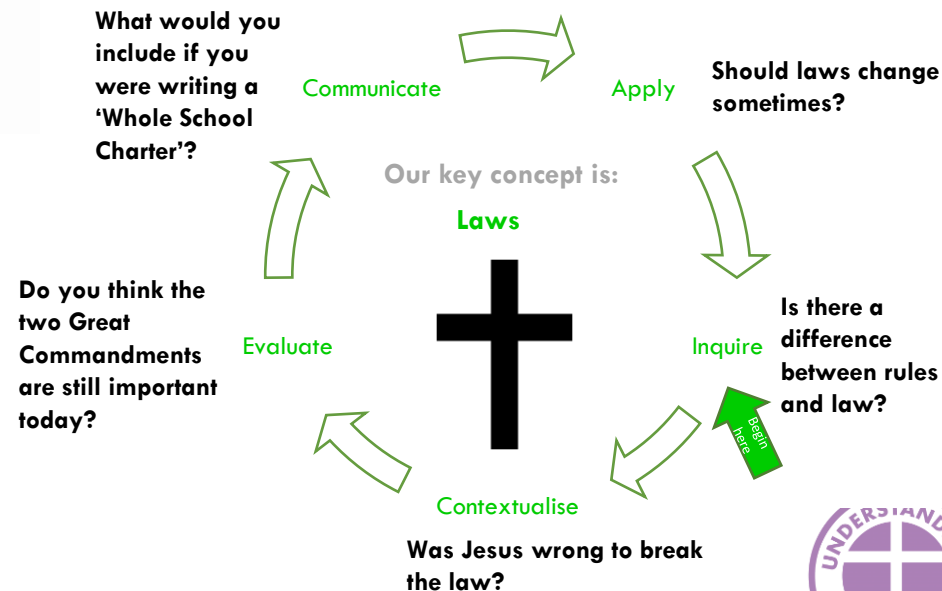 What would you
include if you
were writing a
‘Whole School
Charter’?
Communicate
Apply
Should laws change
sometimes?
Our key concept is:
Laws
Is there a
difference
between rules
and law?
Inquire
Begin
here
Do you think the
two Great
Commandments
are still important
today?
Evaluate
Contextualise
Was Jesus wrong to break
the law?